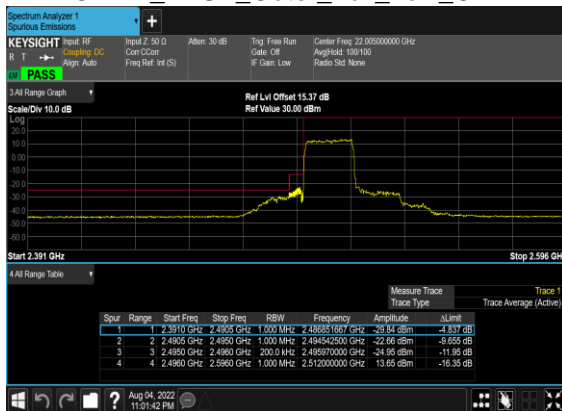 Spectrum Analyzer 1
Spurious Emissions
KEYSIGHT Input: RF Input Z: 50 Ω Atten: 30 dB Trig: Free Run Center Freq: 22.005000000 GHz
R T Coupling: DC Corr CCorr Gate: Off Avg|Hold: 100/100
Align: Auto Freq Ref: Int (S) IF Gain: Low Radio Std: None
PASS
3 All Range Graph
Ref Lvl Offset 15.37 dB
Scale/Div 10.0 dB Ref Value 30.00 dBm
Log
20.0
10.0
0.00
-10.0
-20.0
-30.0
-40.0
-50.0
-60.0
Start 2.391 GHz Stop 2.596 GH
4 All Range Table
Measure Trace Trace 1
Trace Type Trace Average (Active)
Spur Range Start Freq Stop Freq RBW Frequency Amplitude ΔLimit
1 1 2.3910 GHz 2.4905 GHz 1.000 MHz 2.486851667 GHz -29.84 dBm -4.837 dB
2 2 2.4905 GHz 2.4950 GHz 1.000 MHz 2.494542500 GHz -22.66 dBm -9.655 dB
3 3 2.4950 GHz 2.4960 GHz 200.0 kHz 2.495970000 GHz -24.95 dBm -11.95 dB
4 4 2.4960 GHz 2.5960 GHz 1.000 MHz 2.512000000 GHz 13.65 dBm -16.35 dB
Aug 04, 2022
11:01:42 PM